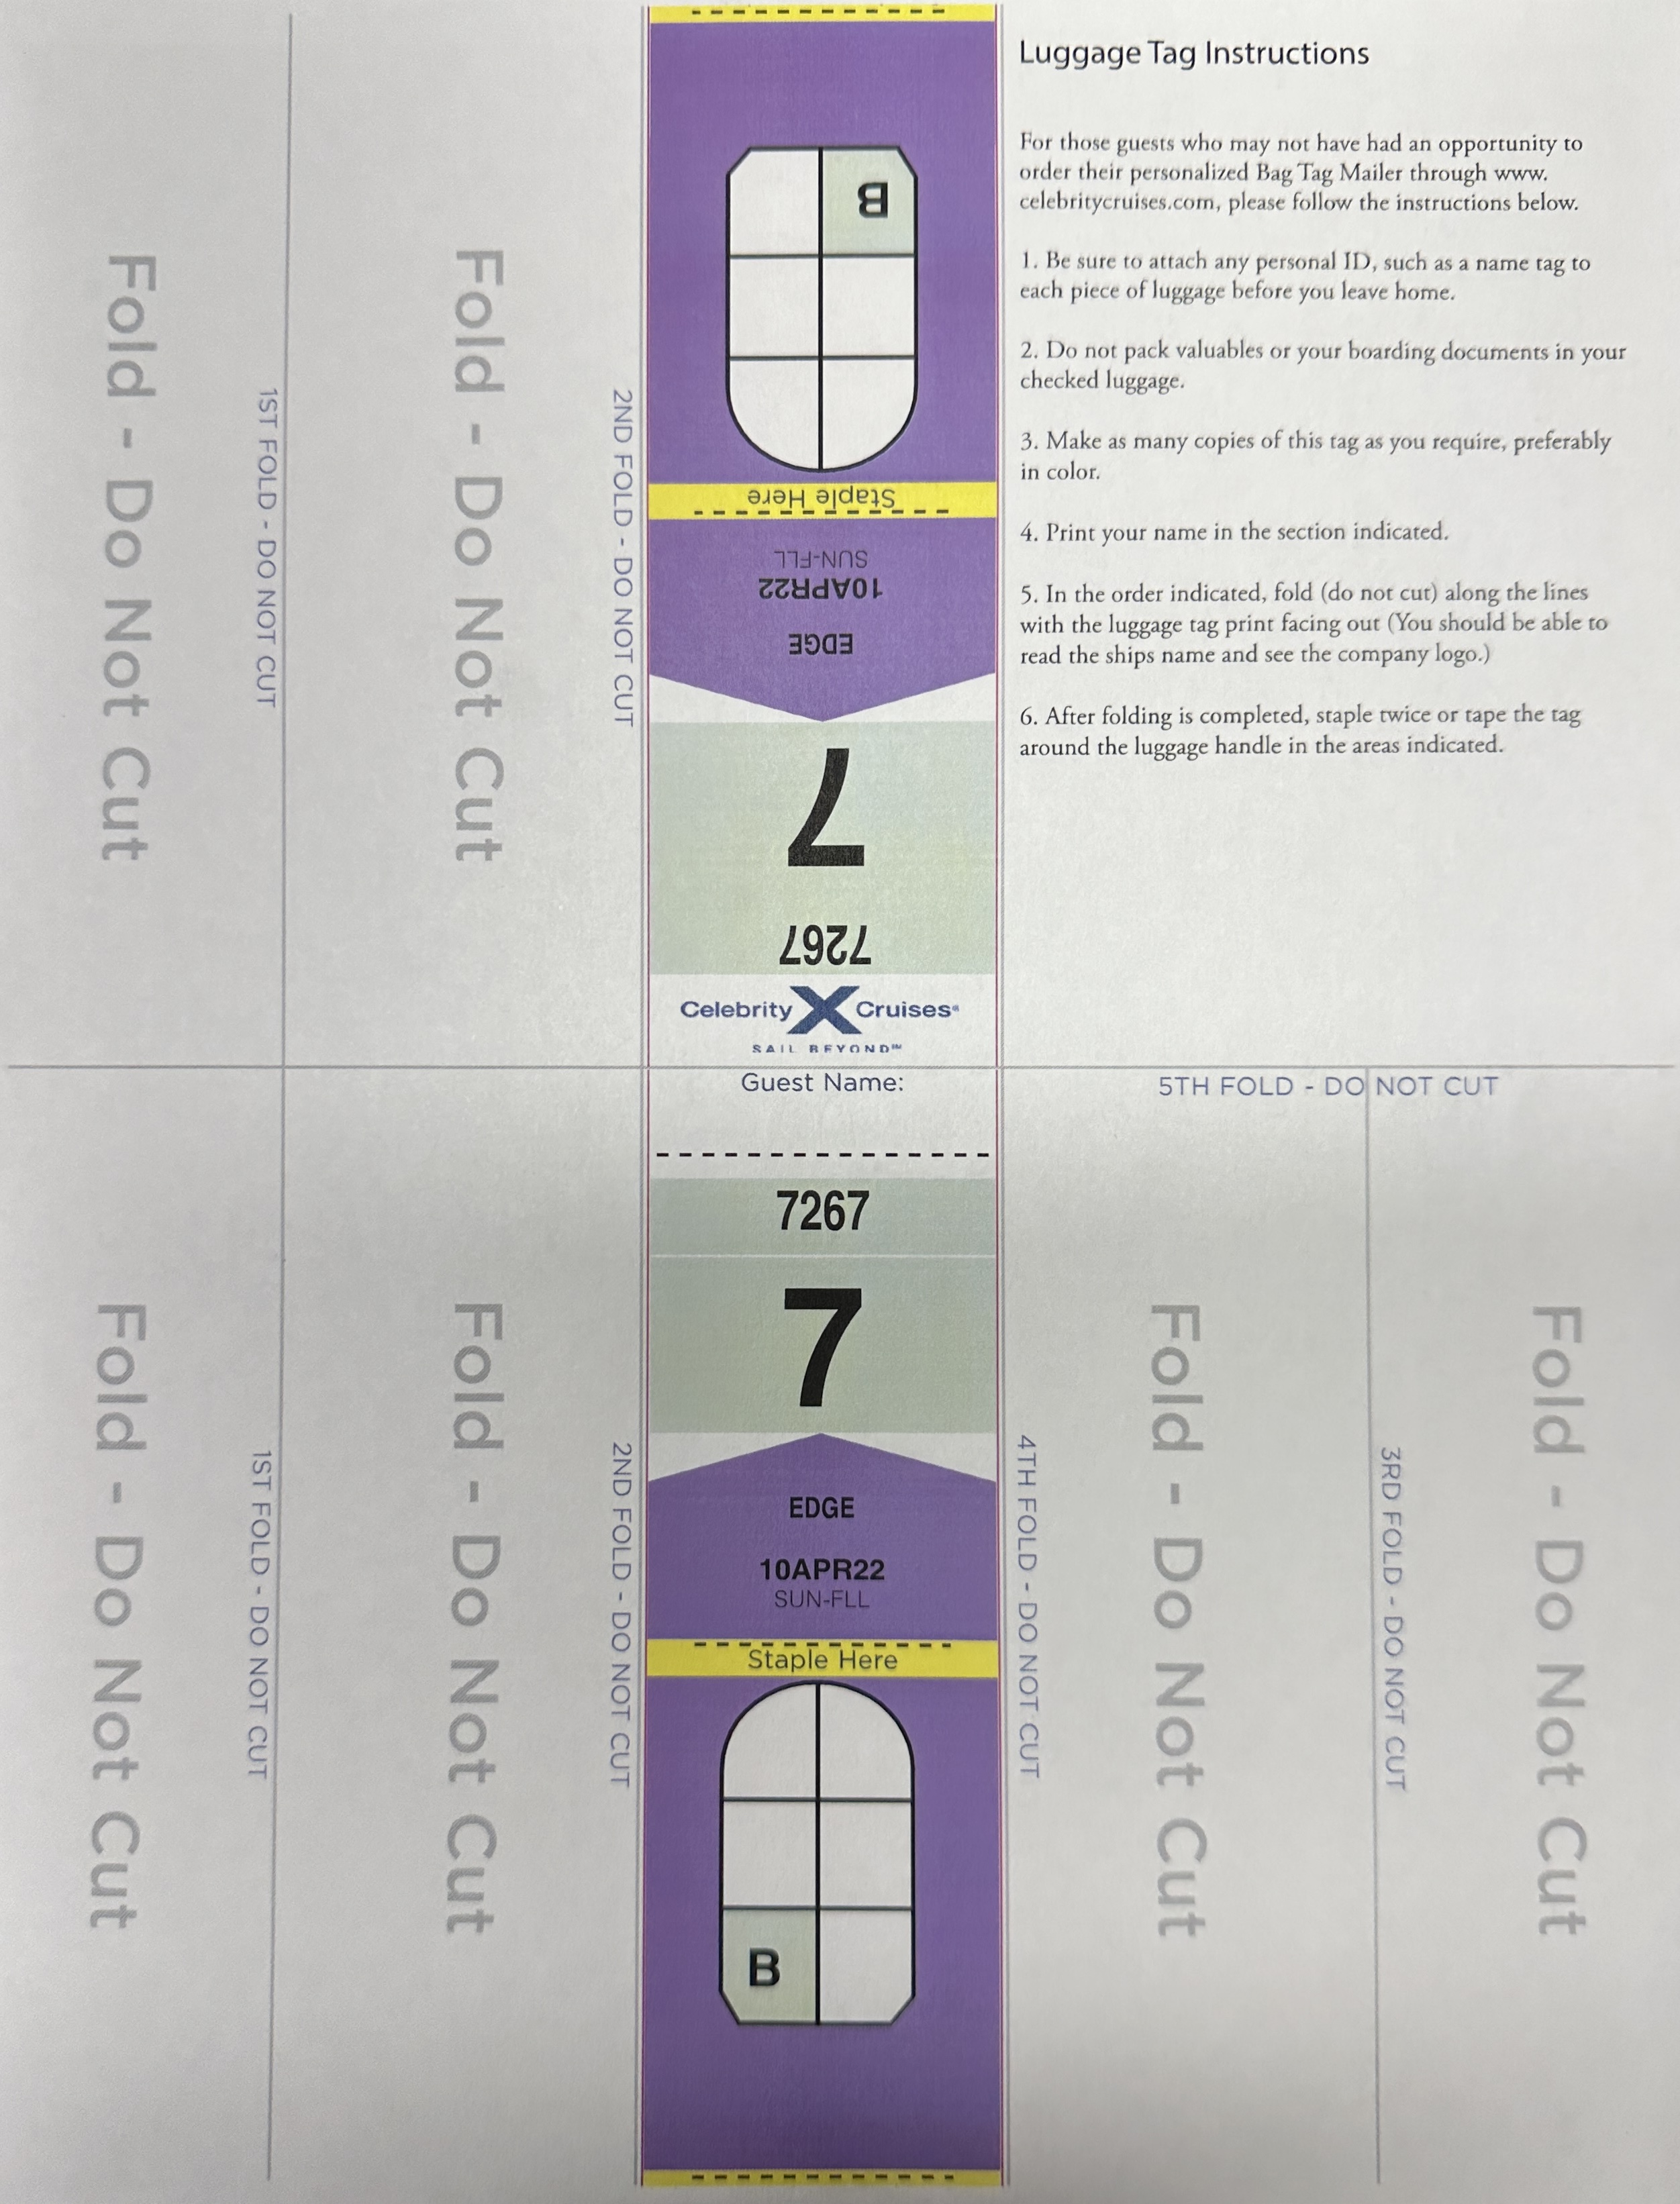 Luggage Tag Instructions
For those guests who may not have had an opportunity to
order their personalized Bag Tag Mailer through www.
celebritycruises.com, please follow the instructions below.
1. Be sure to attach any personal ID, such as a name tag to
each piece of luggage before you leave home.
2. Do not pack valuables or your boarding documents in your
checked luggage.
3. Make as many copies of this tag as you require, preferably
in color.
4. Print your name in the section indicated.
5. In the order indicated, fold (do not cut) along the lines
with the luggage tag print facing out (You should be able to
read the ships name and see the company logo.)
6. After folding is completed, staple twice or tape the tag
around the luggage handle in the areas indicated.
Fold - Do Not Cut
1ST FOLD - DO NOT CUT
Fold - Do Not Cut
2ND FOLD - DO NOT CUT
B
Staple Here
SUN-FLL
10APR22
EDGE
7
7267
Celebrity X Cruises®
SAIL BEYOND℠
Guest Name:
5TH FOLD - DO NOT CUT
7267
7
EDGE
10APR22
SUN-FLL
Staple Here
B
Fold - Do Not Cut
1ST FOLD - DO NOT CUT
Fold - Do Not Cut
2ND FOLD - DO NOT CUT
4TH FOLD - DO NOT CUT
Fold - Do Not Cut
3RD FOLD - DO NOT CUT
Fold - Do Not Cut